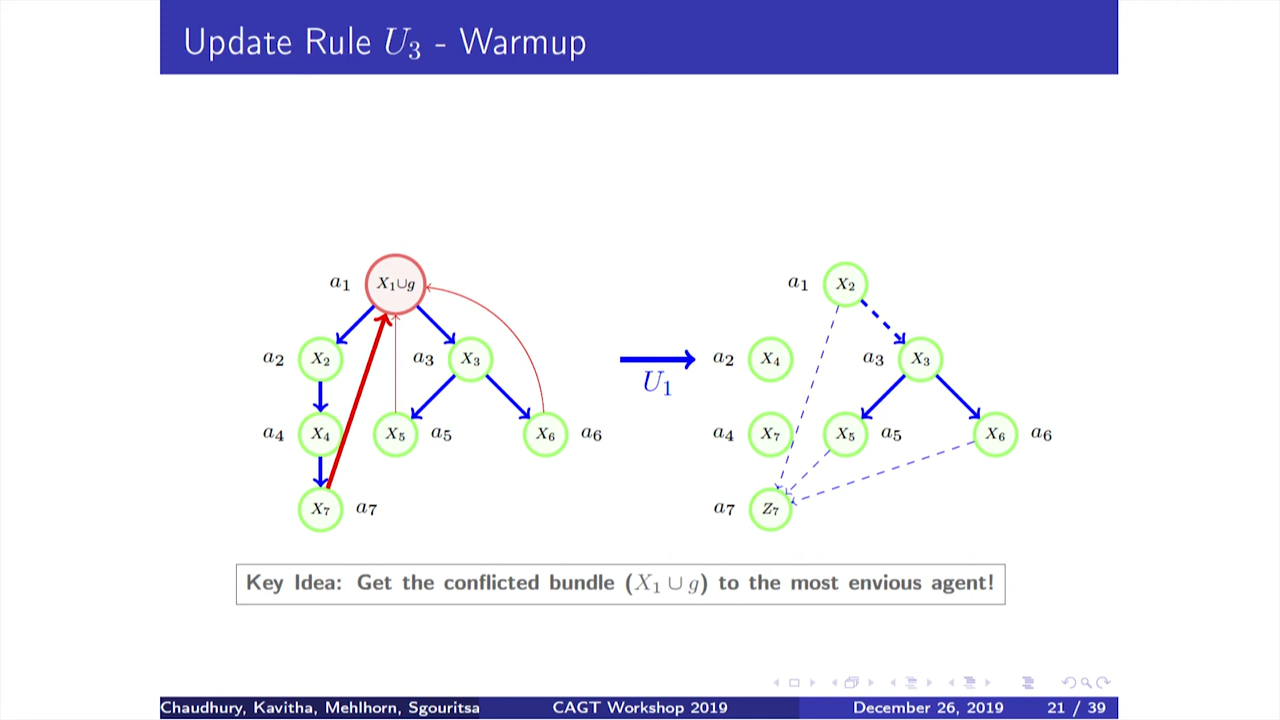 Update Rule U₃ - Warmup
a₁ X₁∪g
a₂ X₂ a₃ X₃
a₄ X₄ X₅ a₅ X₆ a₆
X₇ a₇
U₁
a₁ X₂
a₂ X₄ a₃ X₃
a₄ X₇ X₅ a₅ X₆ a₆
a₇ Z₇
Key Idea: Get the conflicted bundle (X₁ ∪ g) to the most envious agent!
Chaudhury, Kavitha, Mehlhorn, Sgouritsa CAGT Workshop 2019 December 26, 2019 21 / 39